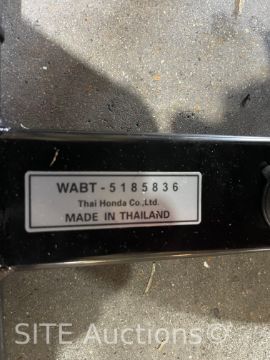 WABT-5185836
Thai Honda Co.,Ltd.
MADE IN THAILAND
SITE Auctions©